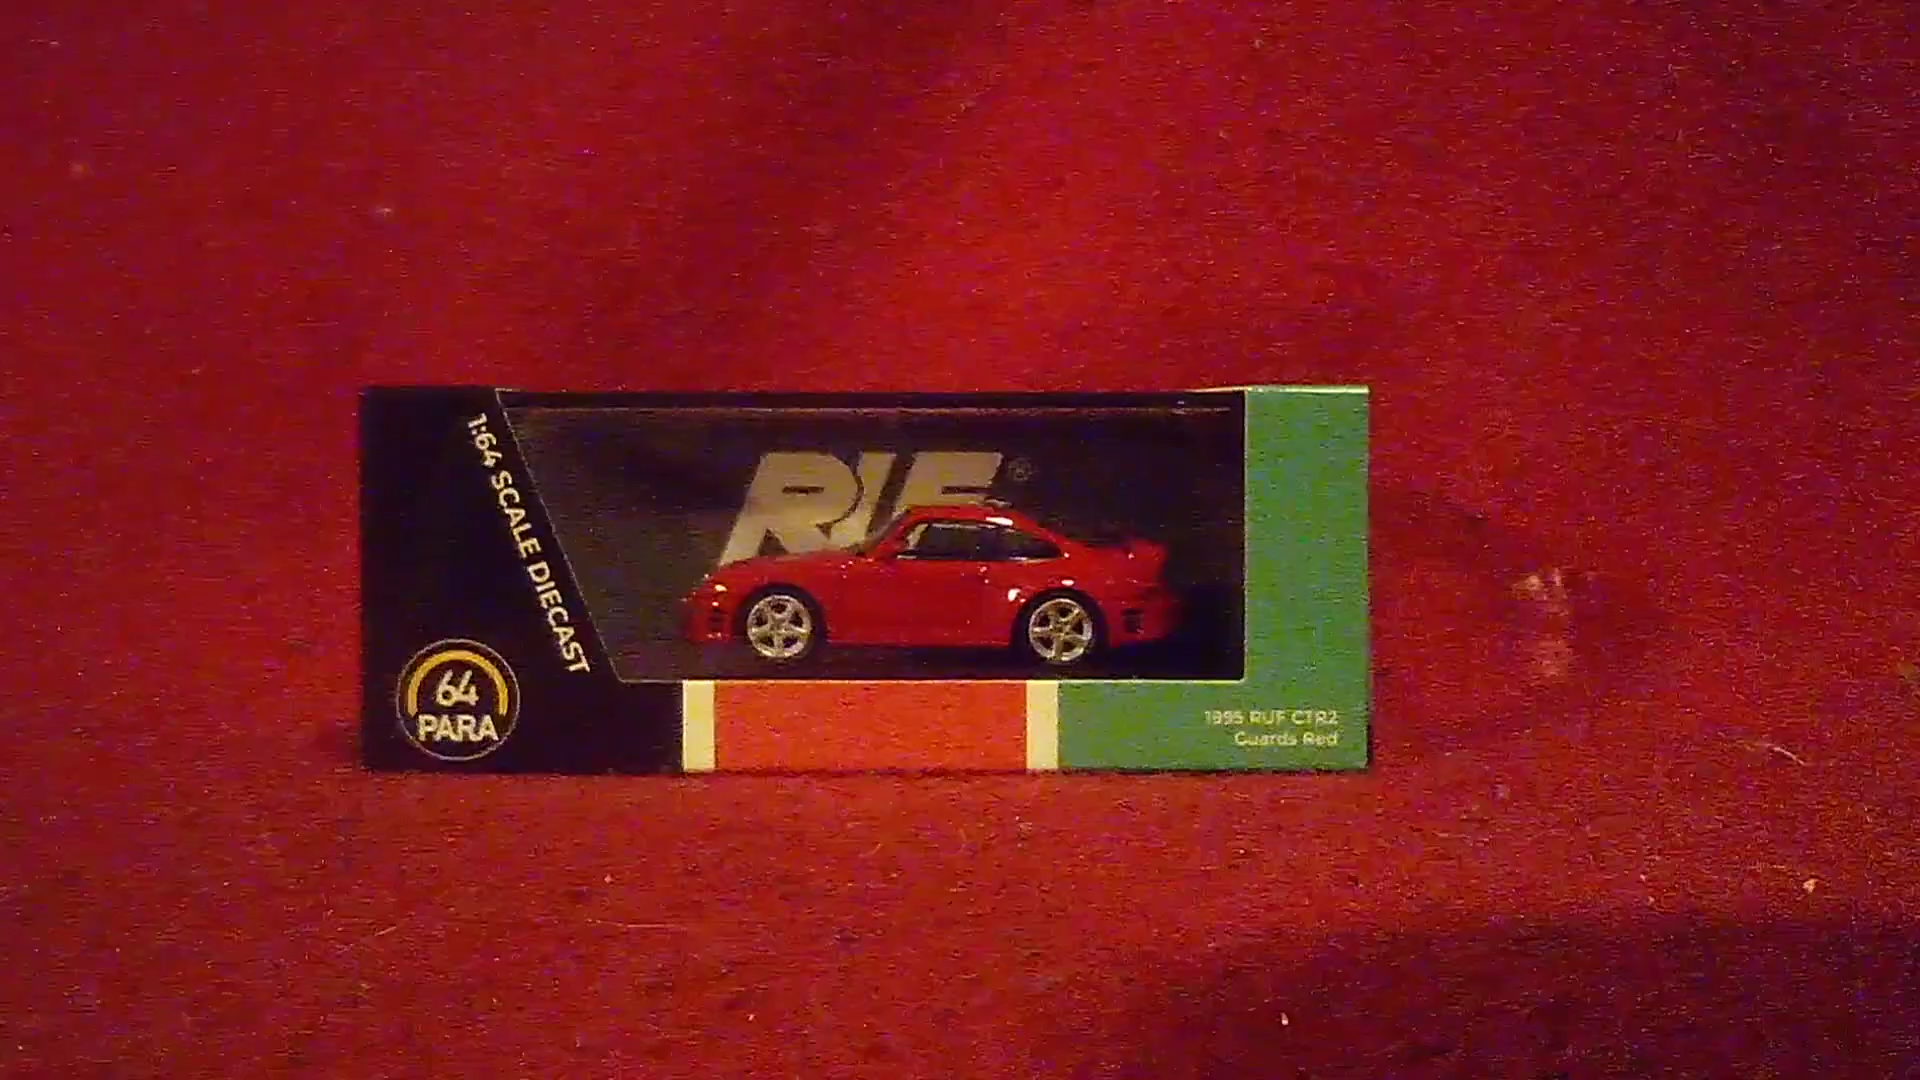 1:64 SCALE DIECAST
RUF®
64
PARA
1995 RUF CTR2
Guards Red